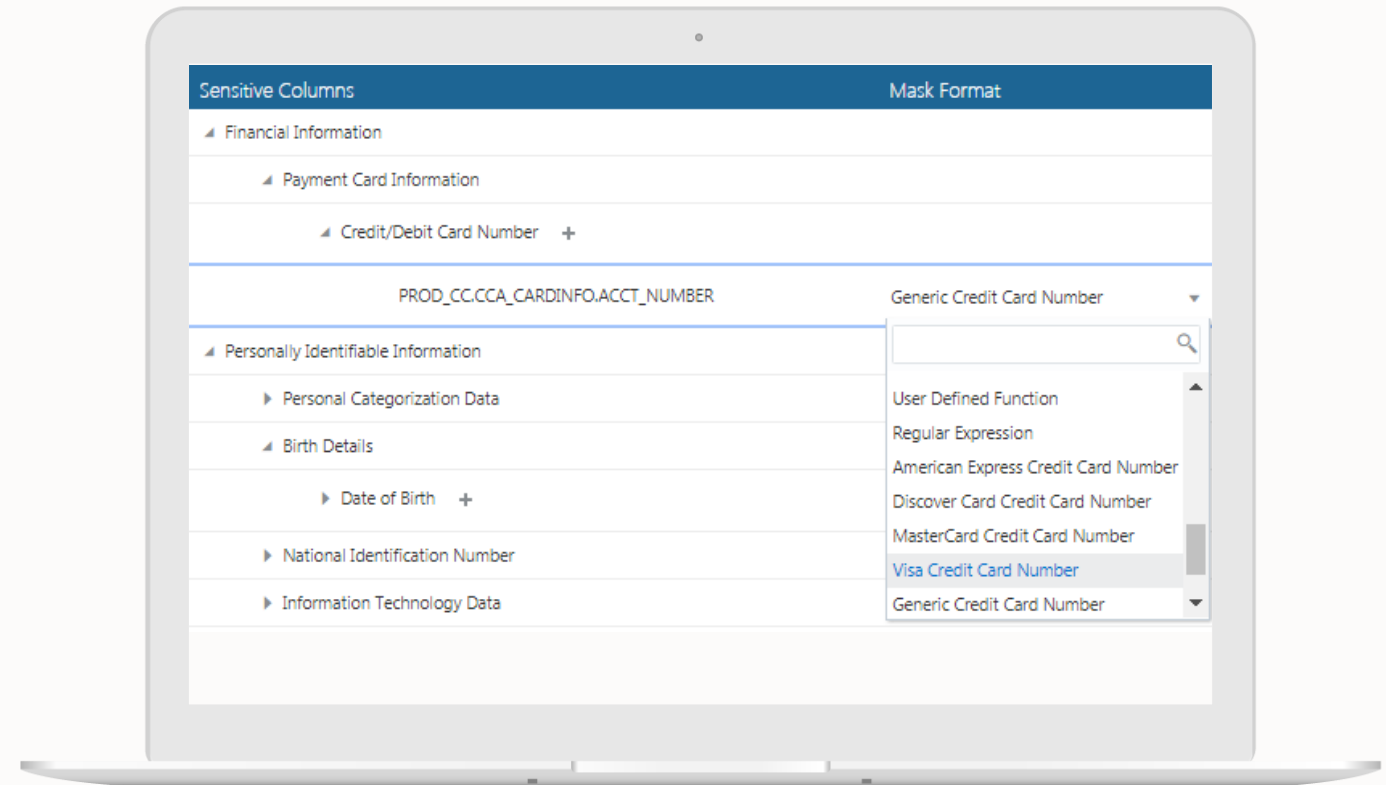 Sensitive Columns Mask Format
Financial Information
Payment Card Information
Credit/Debit Card Number +
PROD_CC.CCA_CARDINFO.ACCT_NUMBER Generic Credit Card Number
Personally Identifiable Information
Personal Categorization Data
Birth Details
Date of Birth +
National Identification Number
Information Technology Data
User Defined Function
Regular Expression
American Express Credit Card Number
Discover Card Credit Card Number
MasterCard Credit Card Number
Visa Credit Card Number
Generic Credit Card Number